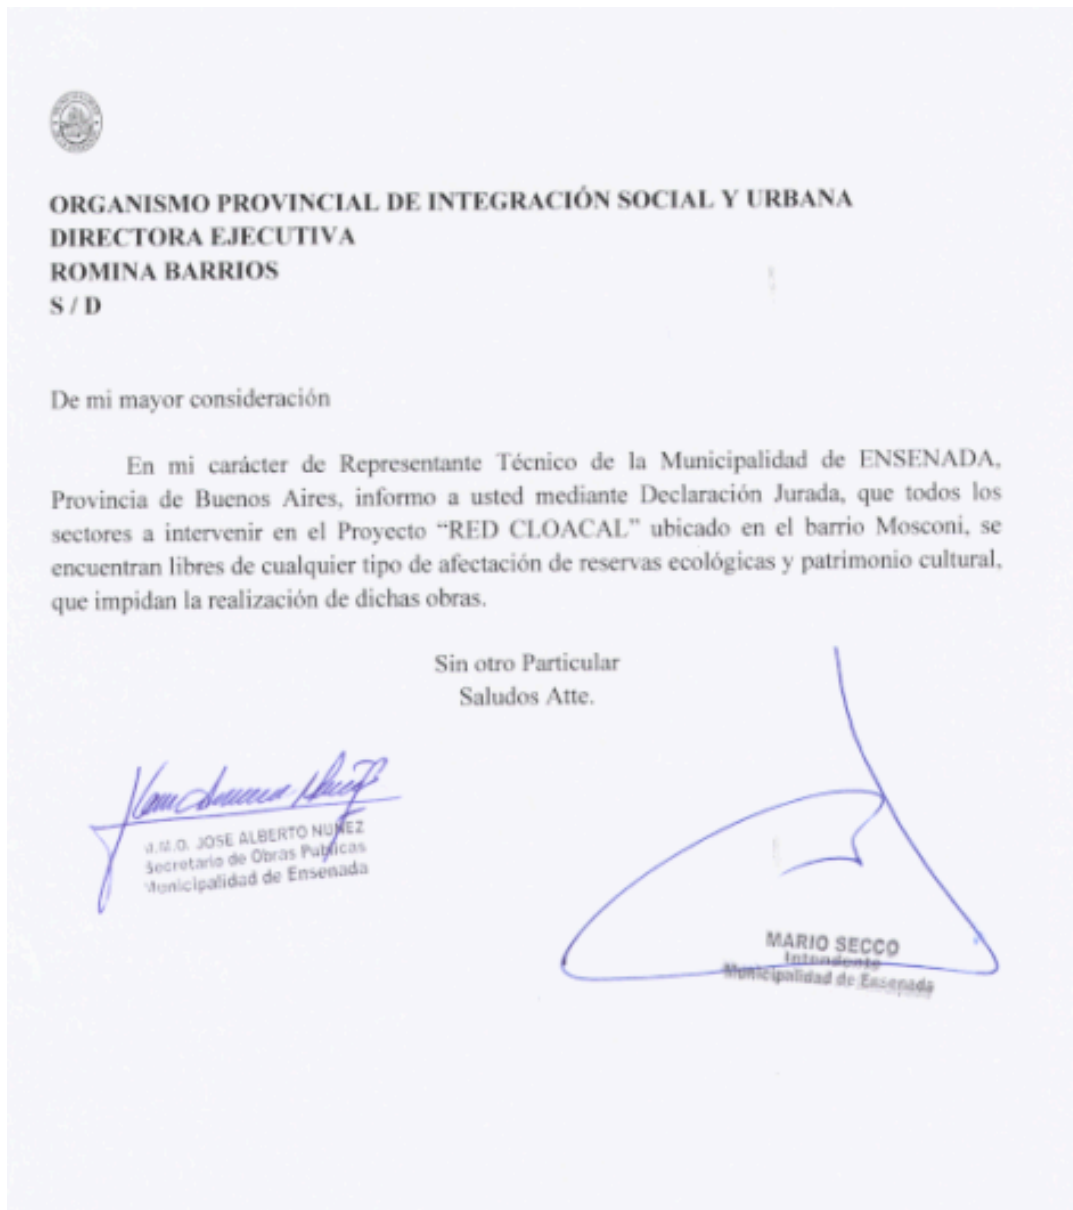 ORGANISMO PROVINCIAL DE INTEGRACIÓN SOCIAL Y URBANA
DIRECTORA EJECUTIVA
ROMINA BARRIOS
S / D
De mi mayor consideración
En mi carácter de Representante Técnico de la Municipalidad de ENSENADA,
Provincia de Buenos Aires, informo a usted mediante Declaración Jurada, que todos los
sectores a intervenir en el Proyecto “RED CLOACAL” ubicado en el barrio Mosconi, se
encuentran libres de cualquier tipo de afectación de reservas ecológicas y patrimonio cultural,
que impidan la realización de dichas obras.
Sin otro Particular
Saludos Atte.
JOSE ALBERTO NUÑEZ
Secretario de Obras Publicas
Municipalidad de Ensenada
MARIO SECCO
Intendente
Municipalidad de Ensenada